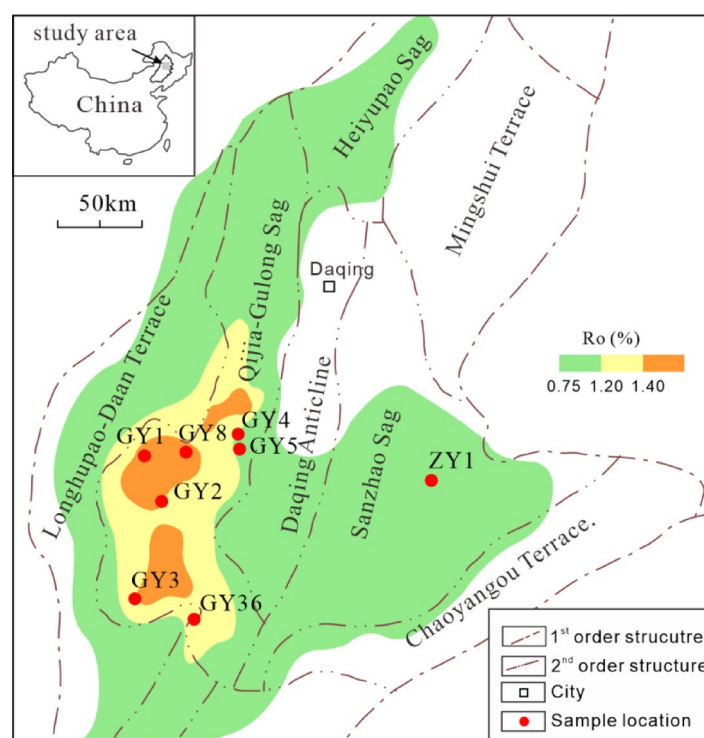 study area
China
50km
Heiyupao Sag
Mingshui Terrace
Qijia-Gulong Sag
Daqing
Longhupao-Daan Terrace
Ro (%)
0.75 1.20 1.40
Daqing Anticline
Sanzhao Sag
GY1
GY8
GY4
GY5
ZY1
GY2
GY3
GY36
Chaoyangou Terrace.
1st order strucutre
2nd order structure
City
Sample location